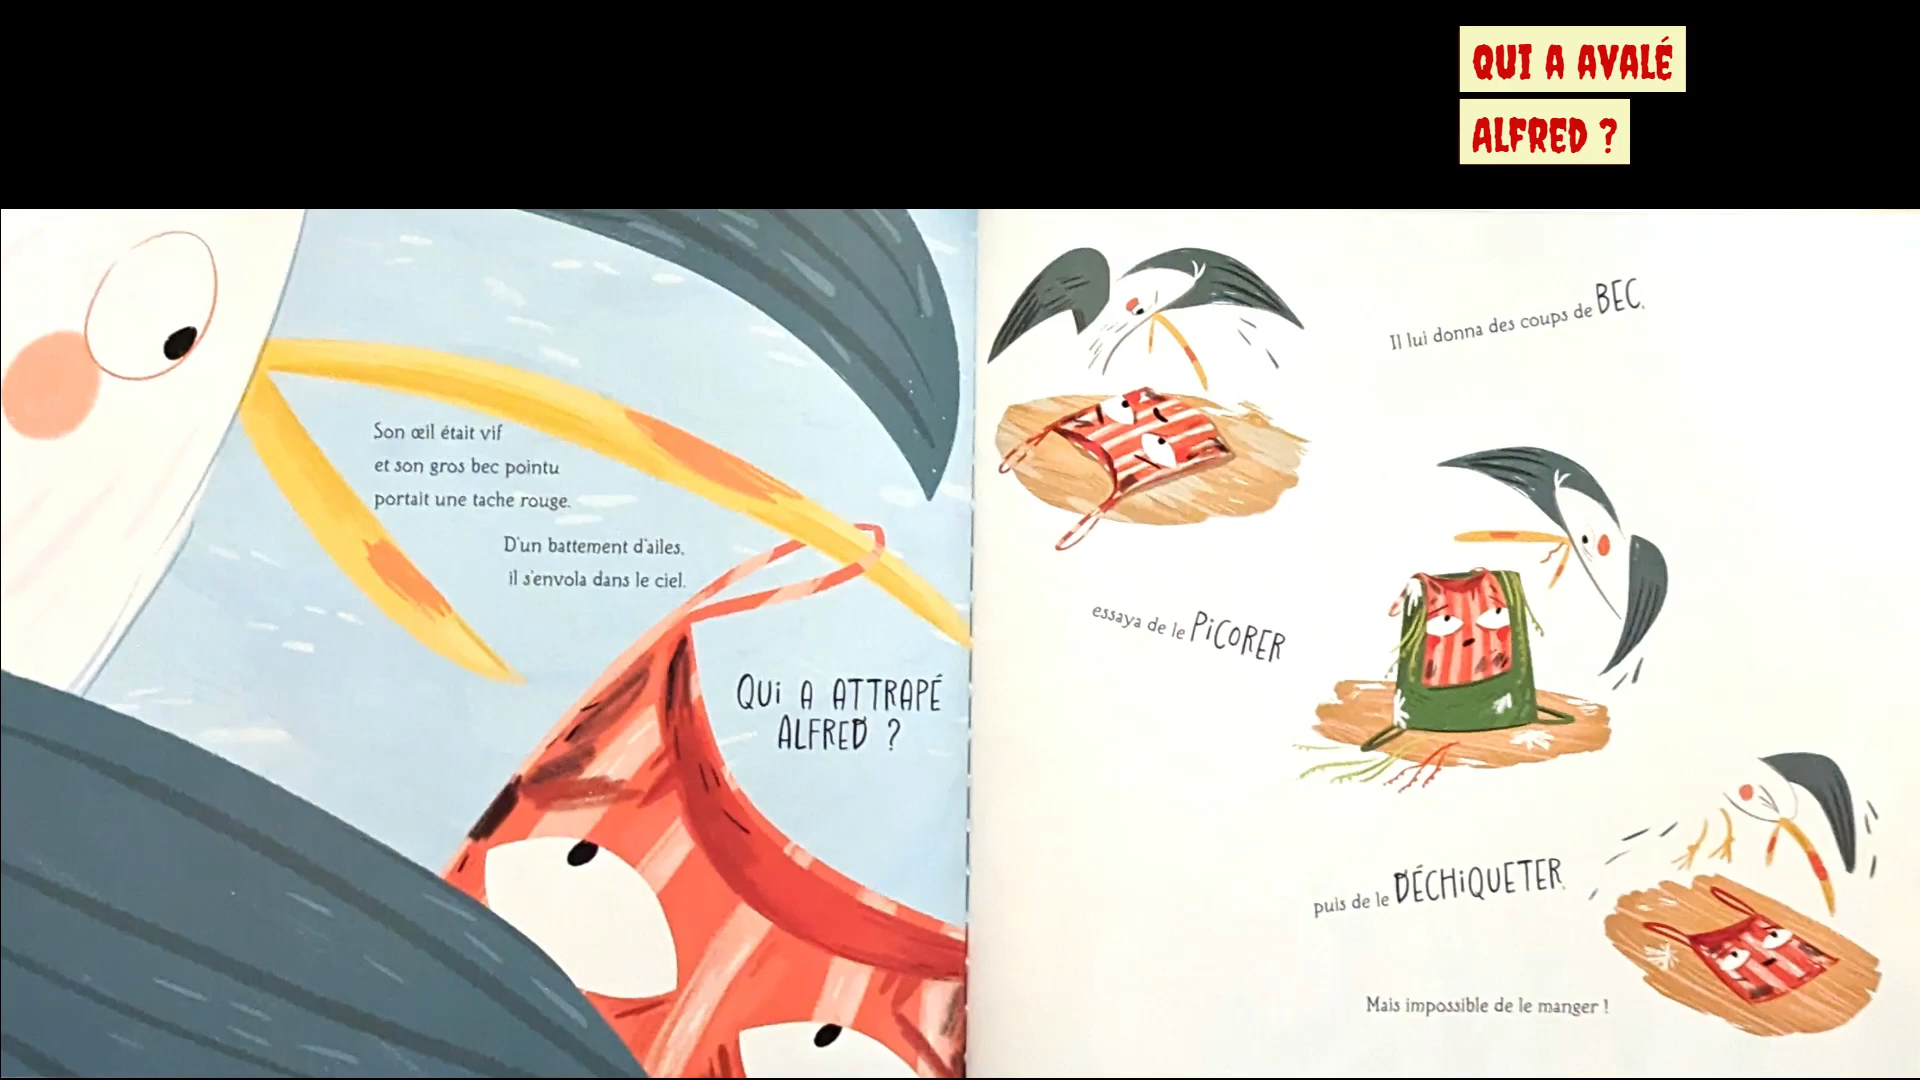 QUI A AVALÉ
ALFRED ?
Son œil était vif
et son gros bec pointu
portait une tache rouge.
D'un battement d'ailes,
il s'envola dans le ciel.
QUi A ATTRAPÉ
ALFRED ?
Il lui donna des coups de BEC,
essaya de le PiCORER
puis de le DÉCHiQUETER.
Mais impossible de le manger !